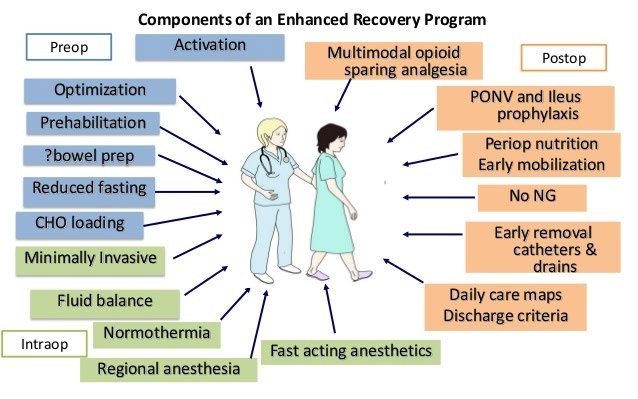 Components of an Enhanced Recovery Program
Preop
Activation
Optimization
Prehabilitation
?bowel prep
Reduced fasting
CHO loading
Minimally Invasive
Fluid balance
Normothermia
Intraop
Regional anesthesia
Fast acting anesthetics
Multimodal opioid
sparing analgesia
Postop
PONV and Ileus
prophylaxis
Periop nutrition
Early mobilization
No NG
Early removal
catheters &
drains
Daily care maps
Discharge criteria